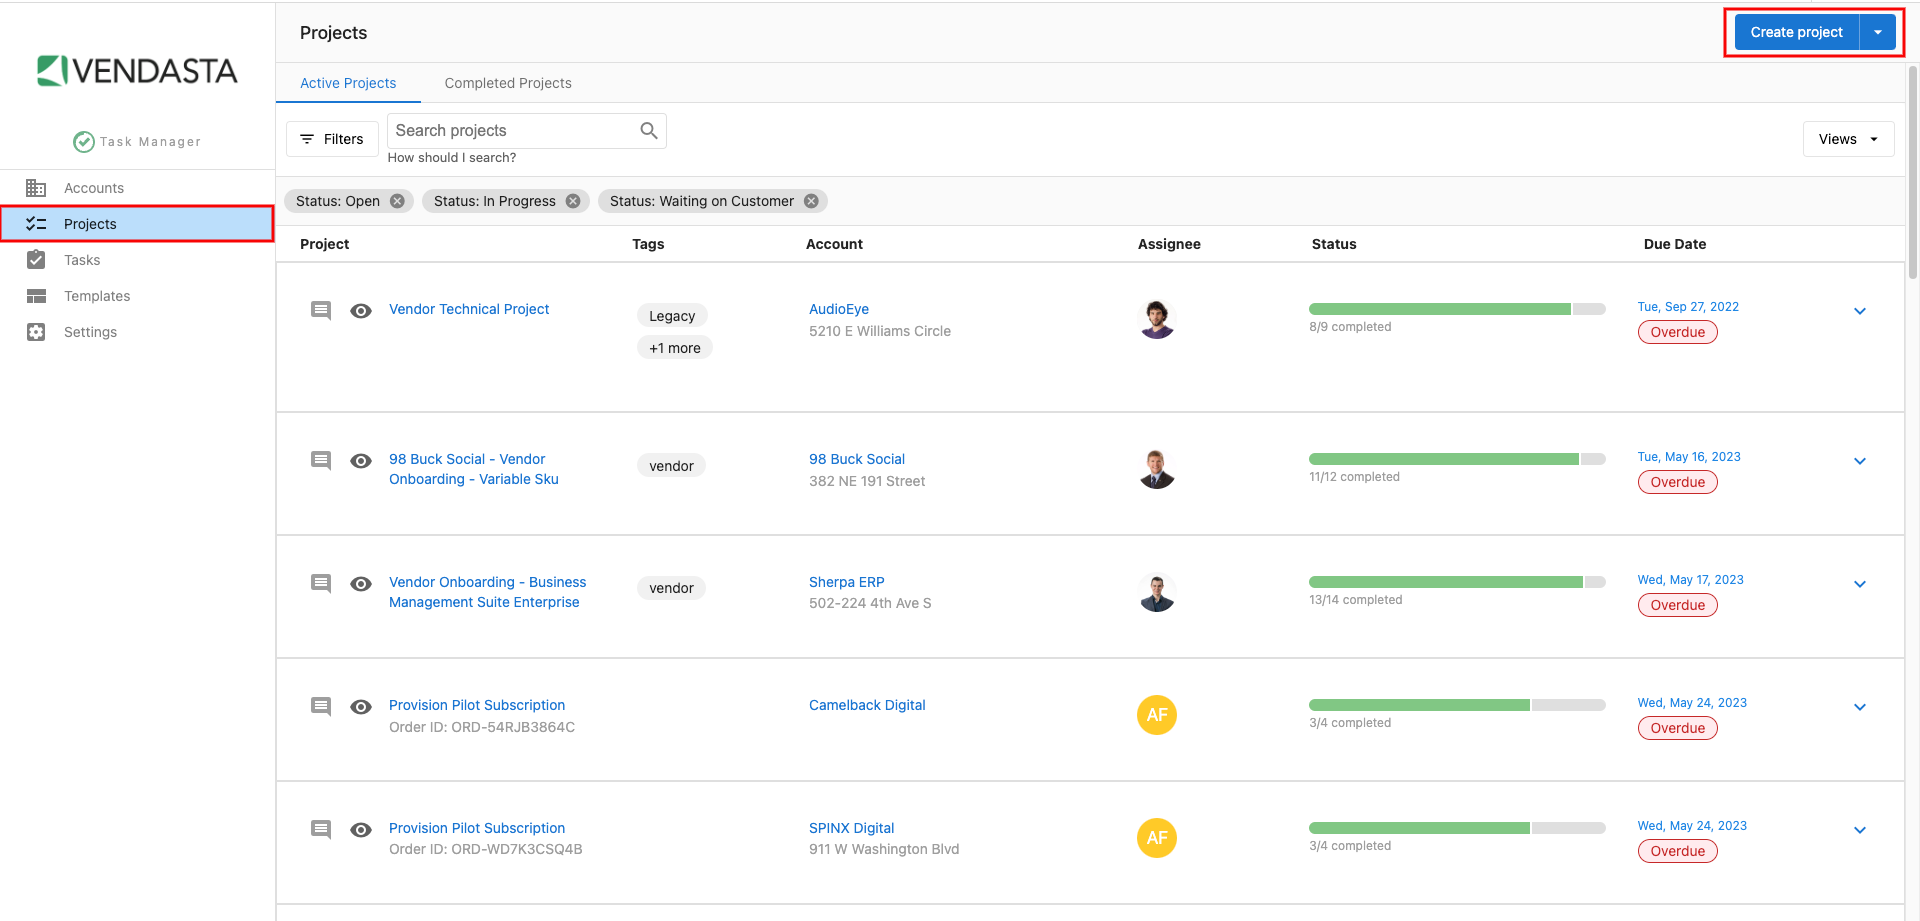 VENDASTA
Task Manager
Accounts
Projects
Tasks
Templates
Settings
Projects
Create project
Active Projects
Completed Projects
Filters
Search projects
How should I search?
Views
Status: Open
Status: In Progress
Status: Waiting on Customer
Project
Tags
Account
Assignee
Status
Due Date
Vendor Technical Project
Legacy
+1 more
AudioEye
5210 E Williams Circle
8/9 completed
Tue, Sep 27, 2022
Overdue
98 Buck Social - Vendor
Onboarding - Variable Sku
vendor
98 Buck Social
382 NE 191 Street
11/12 completed
Tue, May 16, 2023
Overdue
Vendor Onboarding - Business
Management Suite Enterprise
vendor
Sherpa ERP
502-224 4th Ave S
13/14 completed
Wed, May 17, 2023
Overdue
Provision Pilot Subscription
Order ID: ORD-54RJB3864C
Camelback Digital
AF
3/4 completed
Wed, May 24, 2023
Overdue
Provision Pilot Subscription
Order ID: ORD-WD7K3CSQ4B
SPINX Digital
911 W Washington Blvd
AF
3/4 completed
Wed, May 24, 2023
Overdue